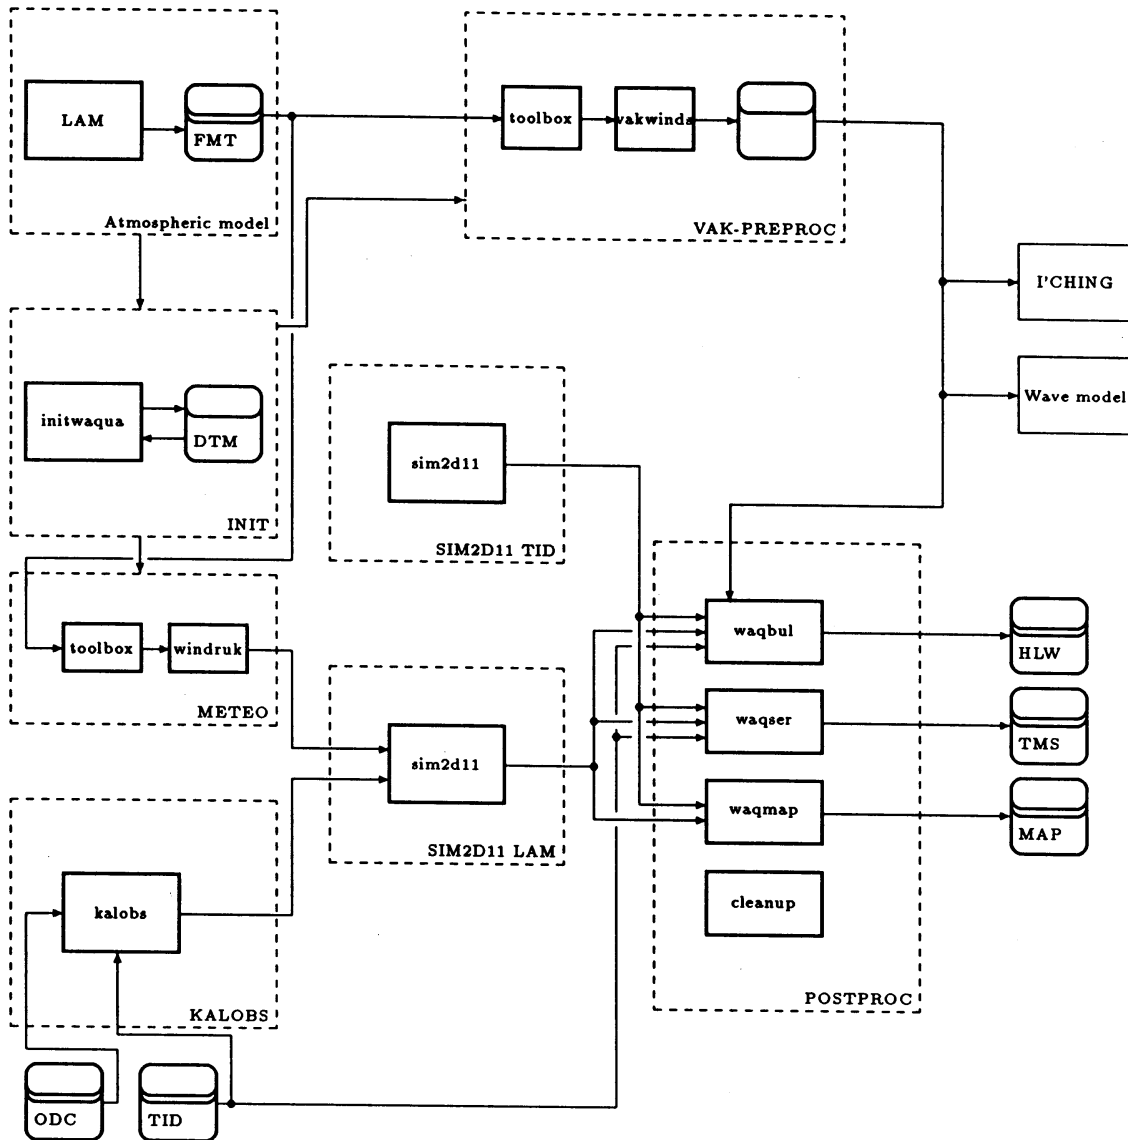 LAM
FMT
Atmospheric model
toolbox
vakwinds
VAK-PREPROC
I'CHING
Wave model
initwaqua
DTM
INIT
sim2d11
SIM2D11 TID
toolbox
windruk
METEO
sim2d11
SIM2D11 LAM
waqbul
waqser
waqmap
cleanup
POSTPROC
HLW
TMS
MAP
kalobs
KALOBS
ODC
TID